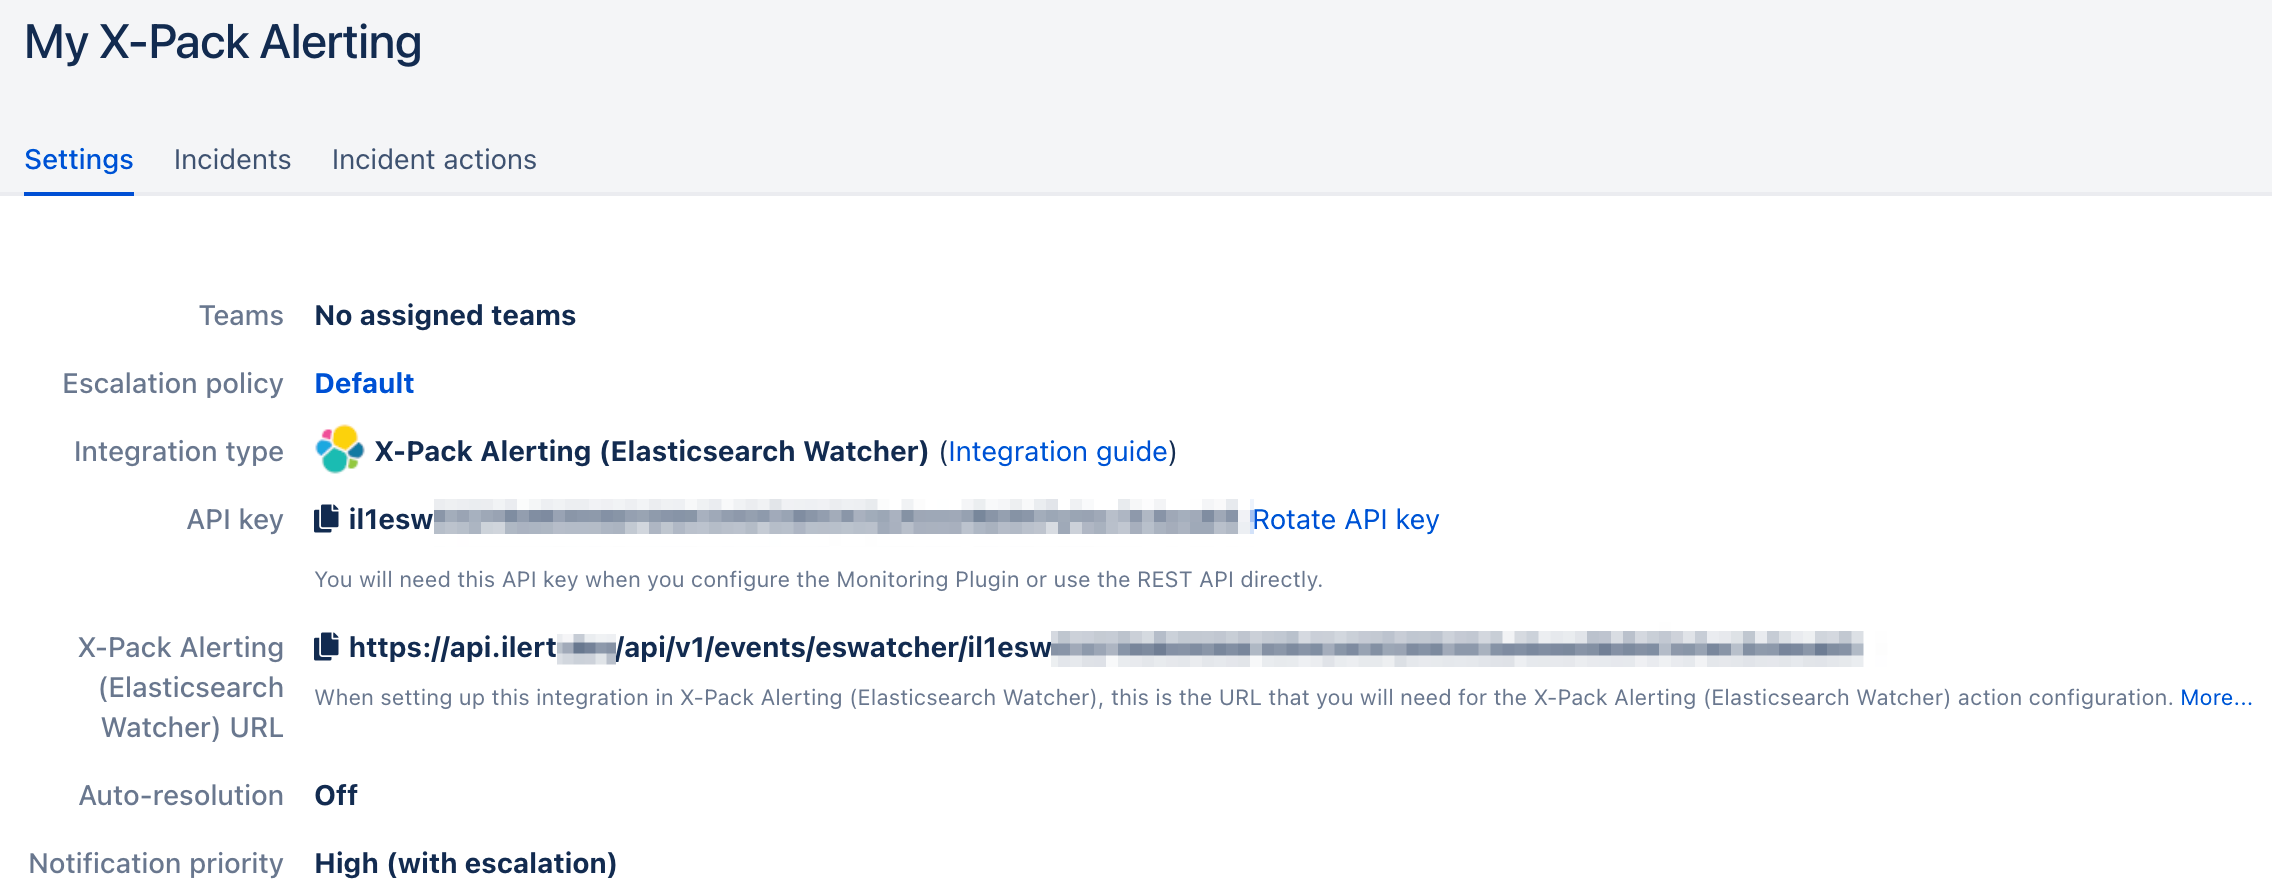 My X-Pack Alerting
Settings Incidents Incident actions
Teams No assigned teams
Escalation policy Default
Integration type X-Pack Alerting (Elasticsearch Watcher) (Integration guide)
API key il1esw Rotate API key
You will need this API key when you configure the Monitoring Plugin or use the REST API directly.
X-Pack Alerting (Elasticsearch Watcher) URL https://api.ilert /api/v1/events/eswatcher/il1esw
When setting up this integration in X-Pack Alerting (Elasticsearch Watcher), this is the URL that you will need for the X-Pack Alerting (Elasticsearch Watcher) action configuration. More...
Auto-resolution Off
Notification priority High (with escalation)